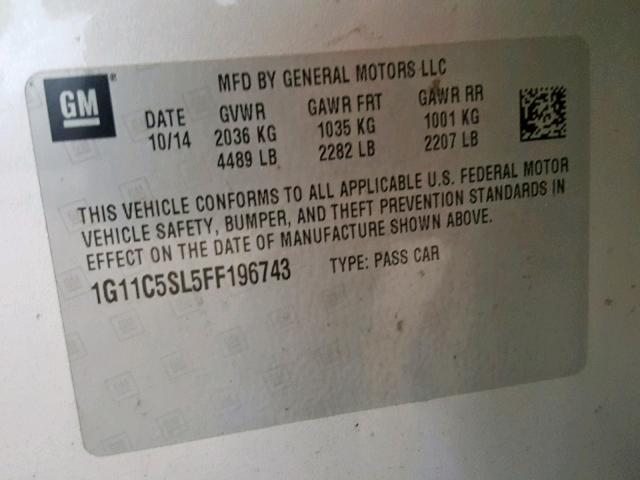 GM®
MFD BY GENERAL MOTORS LLC
DATE GVWR GAWR FRT GAWR RR
10/14 2036 KG 1035 KG 1001 KG
4489 LB 2282 LB 2207 LB
THIS VEHICLE CONFORMS TO ALL APPLICABLE U.S. FEDERAL MOTOR
VEHICLE SAFETY, BUMPER, AND THEFT PREVENTION STANDARDS IN
EFFECT ON THE DATE OF MANUFACTURE SHOWN ABOVE.
1G11C5SL5FF196743 TYPE: PASS CAR